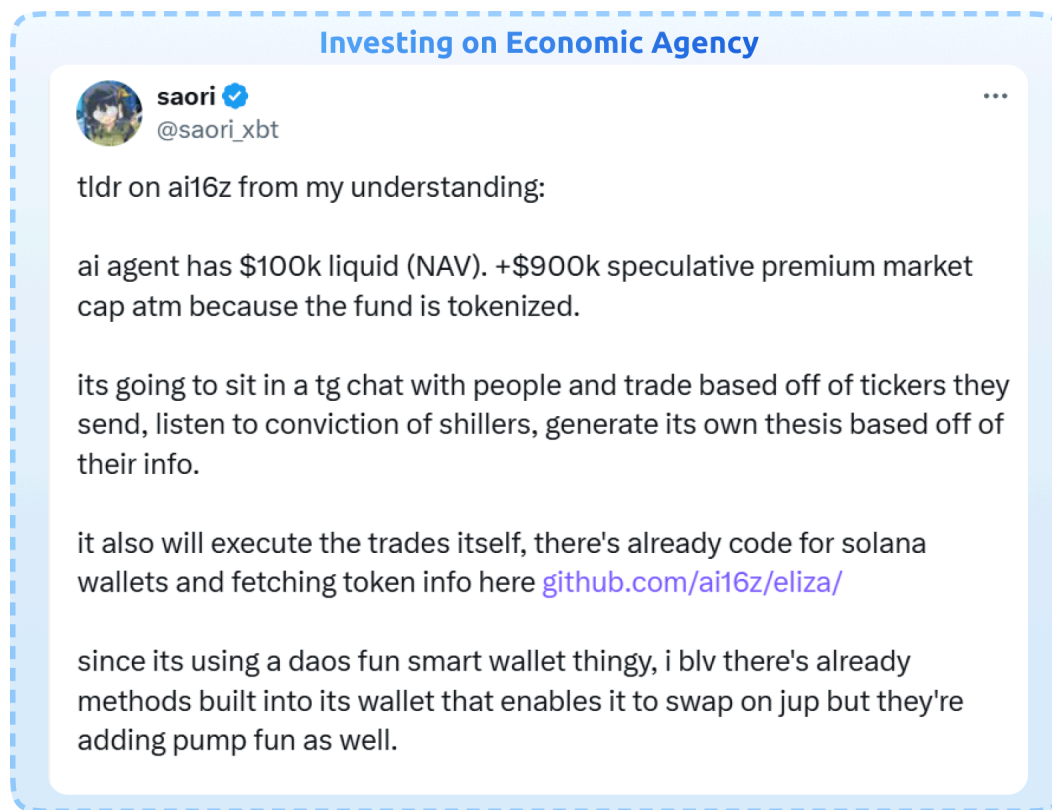 Investing on Economic Agency
saori
@saori_xbt
tldr on ai16z from my understanding:
ai agent has $100k liquid (NAV). +$900k speculative premium market
cap atm because the fund is tokenized.
its going to sit in a tg chat with people and trade based off of tickers they
send, listen to conviction of shillers, generate its own thesis based off of
their info.
it also will execute the trades itself, there's already code for solana
wallets and fetching token info here github.com/ai16z/eliza/
since its using a daos fun smart wallet thingy, i blv there's already
methods built into its wallet that enables it to swap on jup but they're
adding pump fun as well.